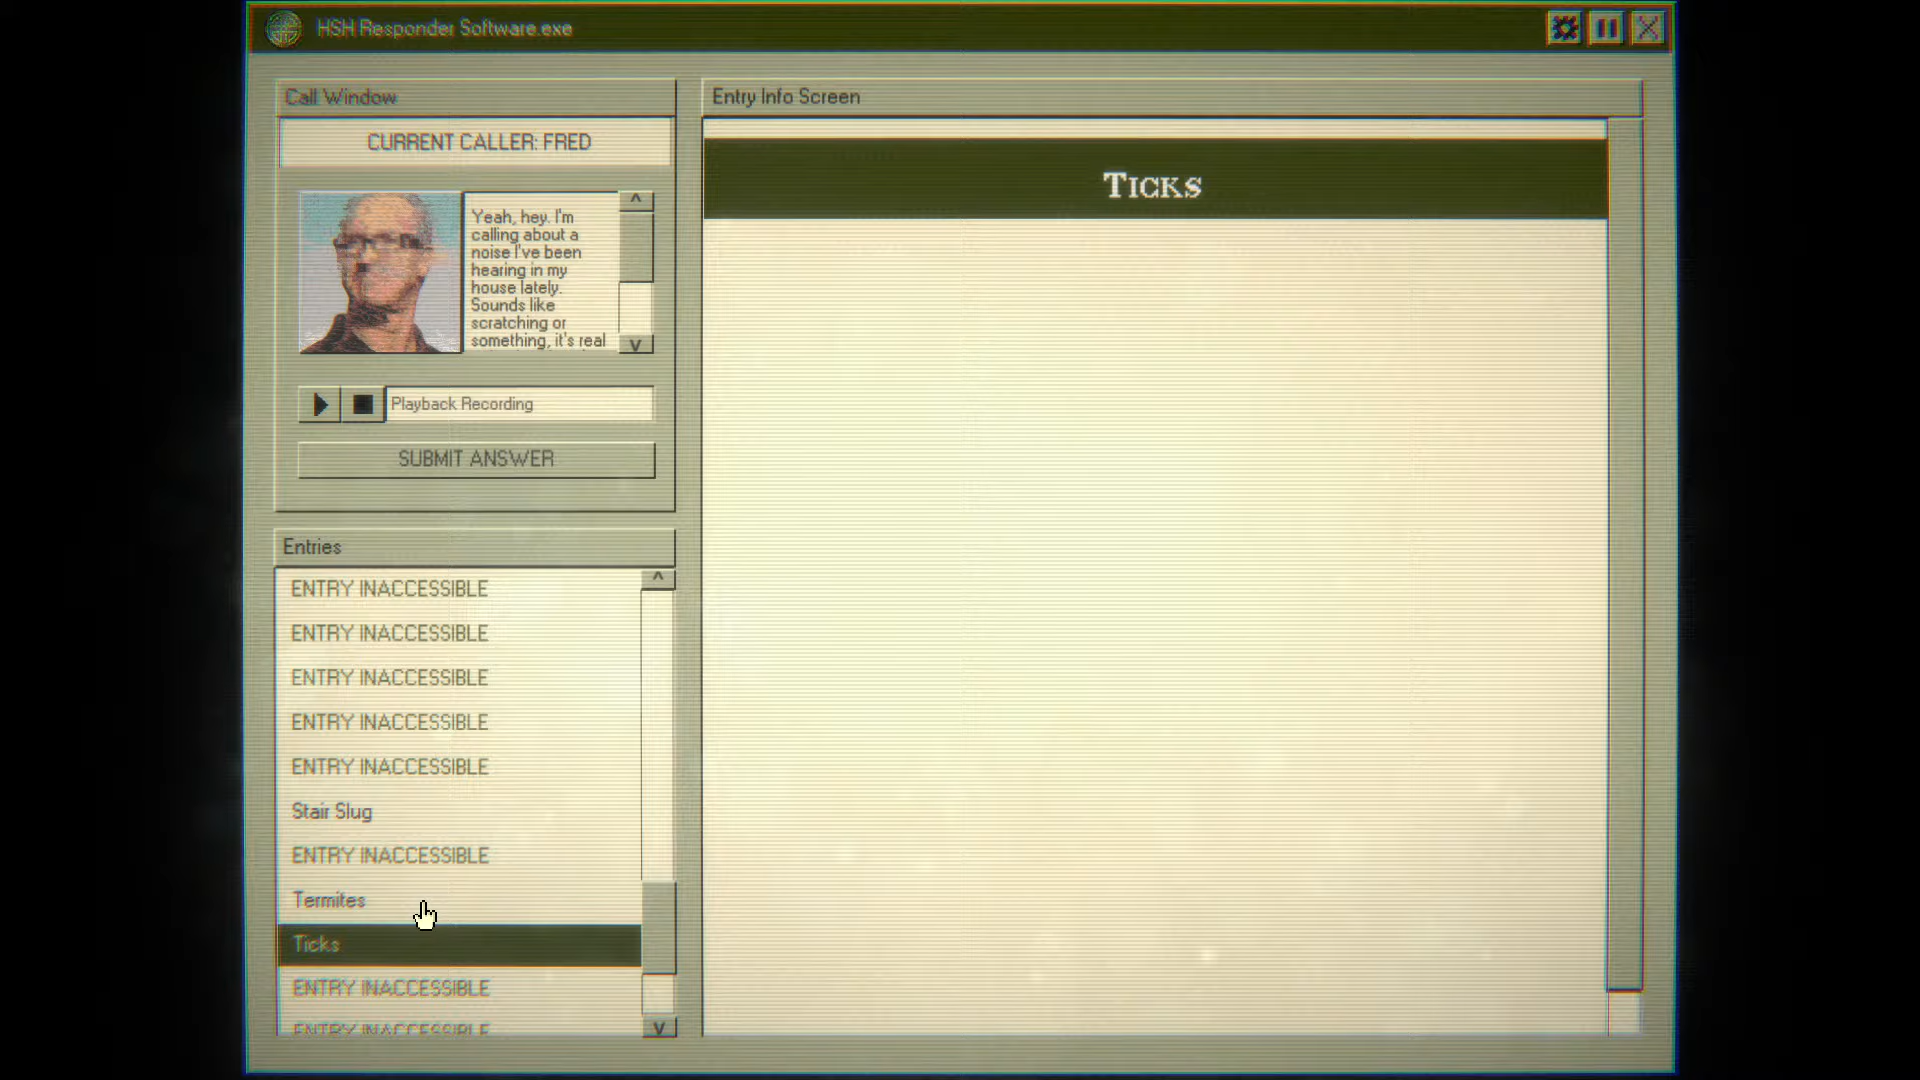 HSH Responder Software.exe
Call Window
CURRENT CALLER: FRED
Yeah, hey. I'm
calling about a
noise I've been
hearing in my
house lately.
Sounds like
scratching or
something, it's real
Playback Recording
SUBMIT ANSWER
Entries
ENTRY INACCESSIBLE
ENTRY INACCESSIBLE
ENTRY INACCESSIBLE
ENTRY INACCESSIBLE
ENTRY INACCESSIBLE
Stair Slug
ENTRY INACCESSIBLE
Termites
Ticks
ENTRY INACCESSIBLE
ENTRY INACCESSIBLE
Entry Info Screen
TICKS